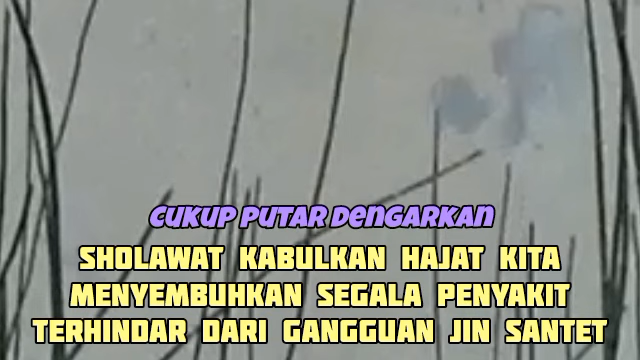 CUKUP PUTAR DENGARKAN
SHOLAWAT KABULKAN HAJAT KITA
MENYEMBUHKAN SEGALA PENYAKIT
TERHINDAR DARI GANGGUAN JIN SANTET